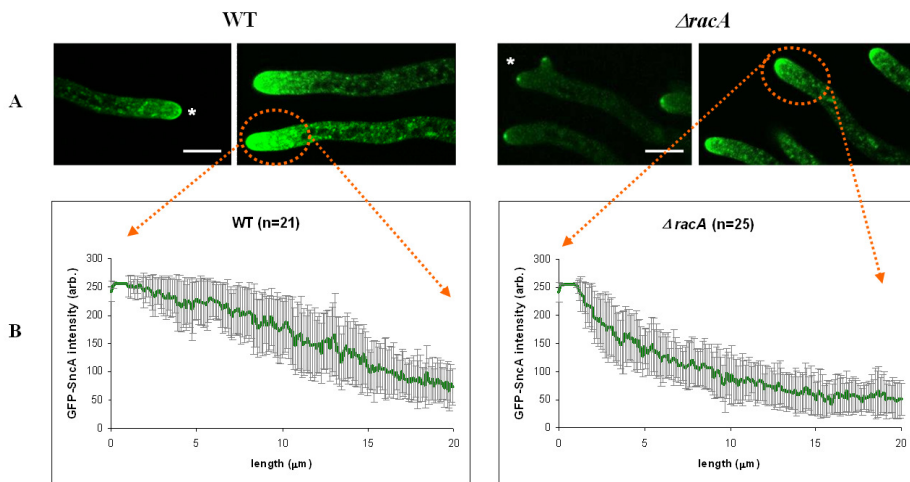 WT
ΔracA
A
*
*
B
WT (n=21)
GFP-SncA intensity (arb.)
300
250
200
150
100
50
0
0 5 10 15 20
length (μm)
ΔracA (n=25)
GFP-SncA intensity (arb.)
300
250
200
150
100
50
0
0 5 10 15 20
length (μm)